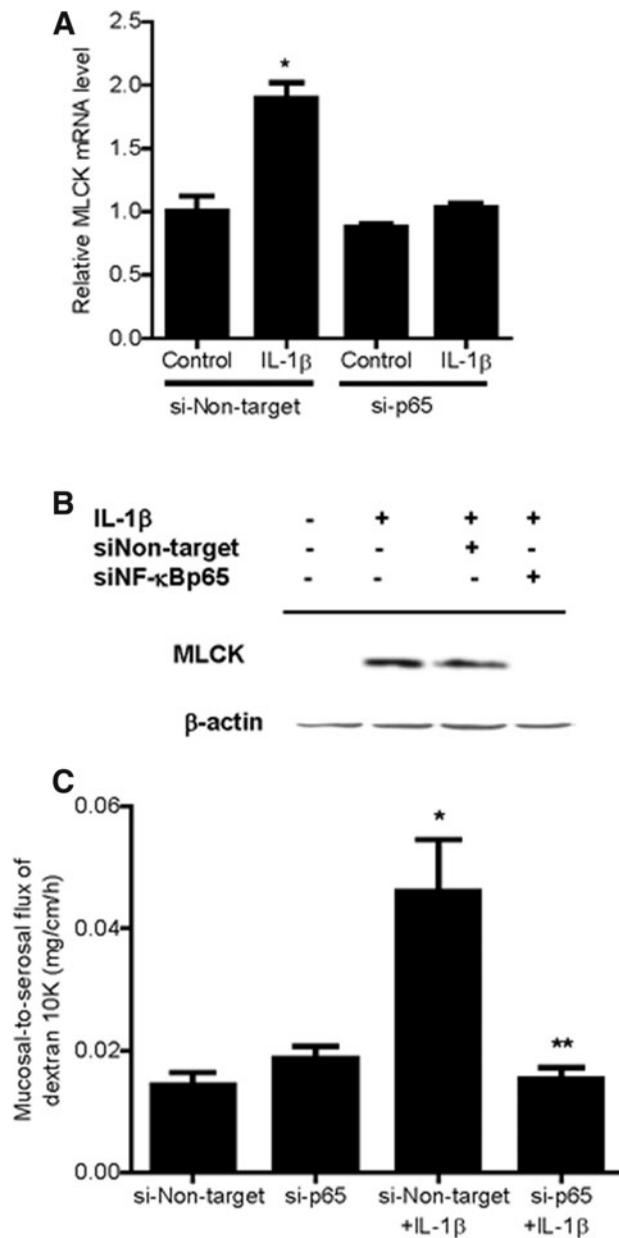 A
Relative MLCK mRNA level
2.5
2.0
1.5
1.0
0.5
0.0
*
Control IL-1β Control IL-1β
si-Non-target si-p65
B
IL-1β - + + +
siNon-target - - + -
siNF-κBp65 - - - +
MLCK
β-actin
C
Mucosal-to-serosal flux of
dextran 10K (mg/cm/h)
0.06
0.04
0.02
0.00
*
**
si-Non-target si-p65 si-Non-target si-p65
+IL-1β +IL-1β